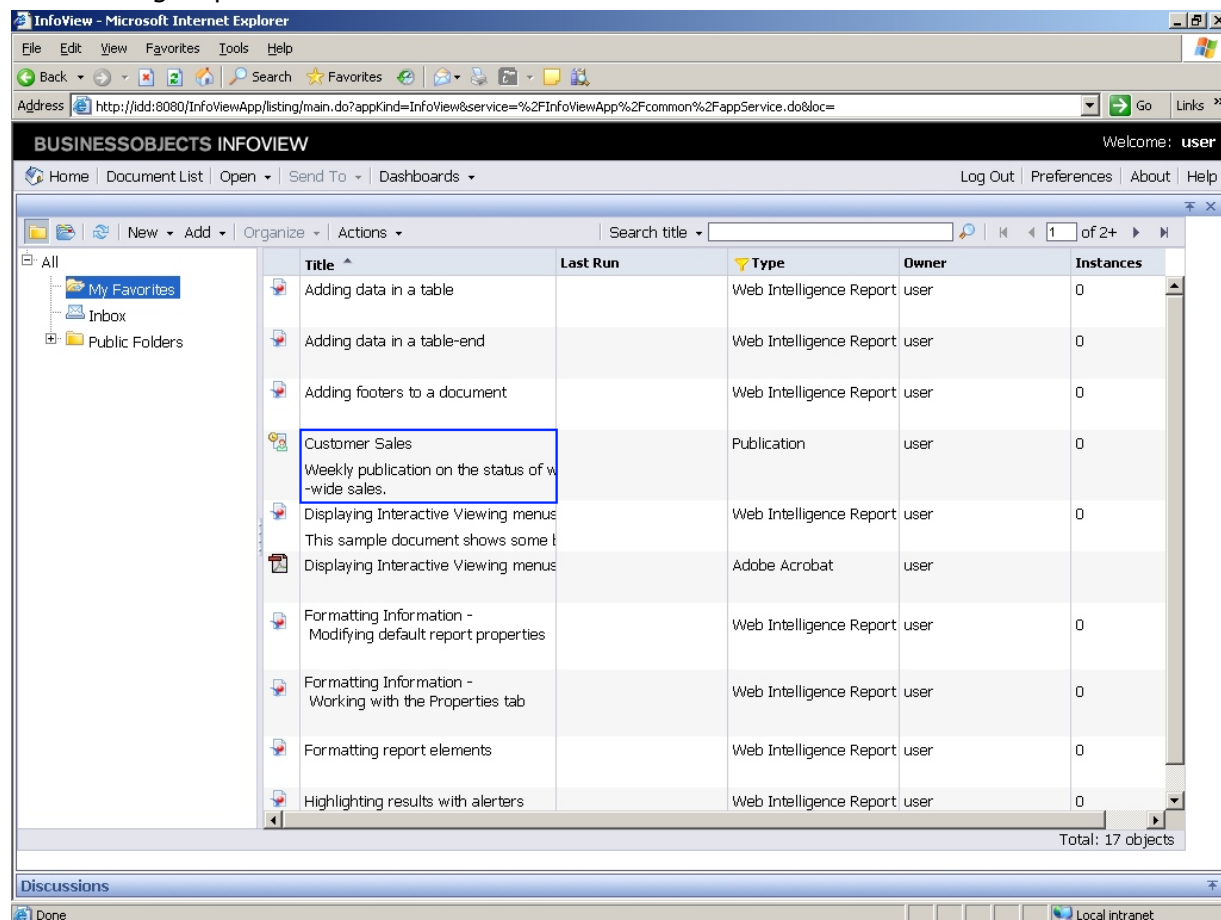 InfoView - Microsoft Internet Explorer
File Edit View Favorites Tools Help
Back Search Favorites
Address http://idd:8080/InfoViewApp/listing/main.do?appKind=InfoView&service=%2FInfoViewApp%2Fcommon%2FappService.do&loc= Go Links »
BUSINESSOBJECTS INFOVIEW Welcome: user
Home Document List Open Send To Dashboards Log Out Preferences About Help
New Add Organize Actions Search title 1 of 2+
All
My Favorites
Inbox
Public Folders
Title Last Run Type Owner Instances
Adding data in a table Web Intelligence Report user 0
Adding data in a table-end Web Intelligence Report user 0
Adding footers to a document Web Intelligence Report user 0
Customer Sales Publication user 0
Weekly publication on the status of w
-wide sales.
Displaying Interactive Viewing menus Web Intelligence Report user 0
This sample document shows some
Displaying Interactive Viewing menus Adobe Acrobat user
Formatting Information -
Modifying default report properties Web Intelligence Report user 0
Formatting Information -
Working with the Properties tab Web Intelligence Report user 0
Formatting report elements Web Intelligence Report user 0
Highlighting results with alerters Web Intelligence Report user 0
Total: 17 objects
Discussions
Done Local intranet